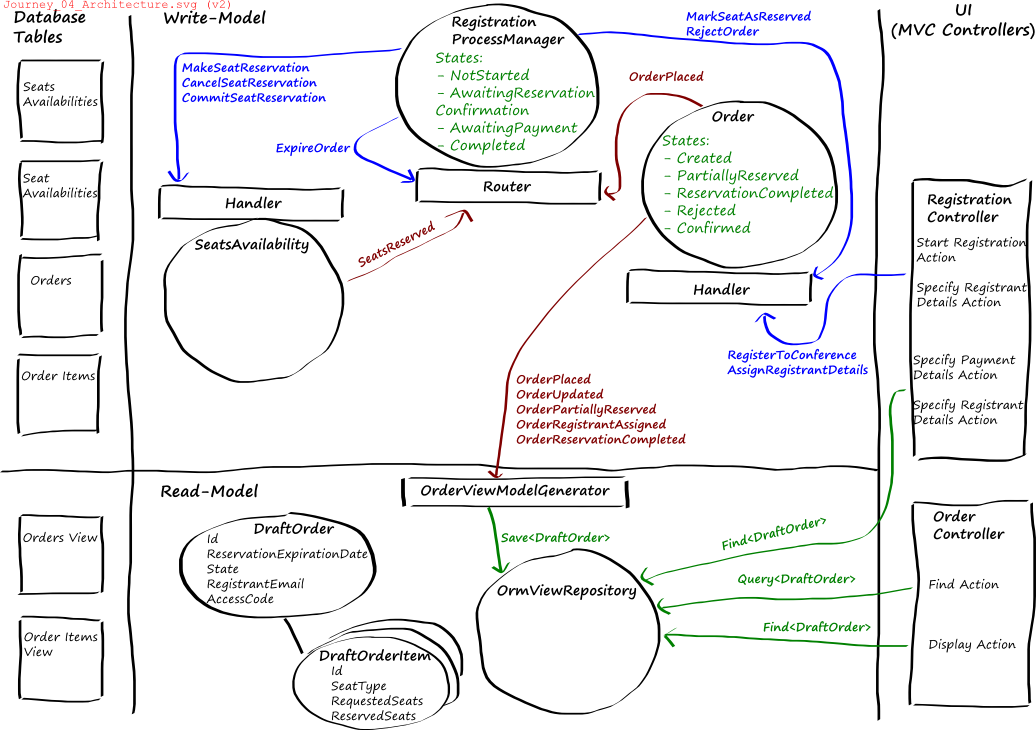 Journey_04_Architecture.svg (v2)
Database
Tables
Seats
Availabilities
Seat
Availabilities
Orders
Order Items
Orders View
Order Items
View
Write-Model
MakeSeatReservation
CancelSeatReservation
CommitSeatReservation
Registration
ProcessManager
States:
- NotStarted
- AwaitingReservation
Confirmation
- AwaitingPayment
- Completed
ExpireOrder
Router
Handler
SeatsAvailability
SeatsReserved
MarkSeatAsReserved
RejectOrder
OrderPlaced
Order
States:
- Created
- PartiallyReserved
- ReservationCompleted
- Rejected
- Confirmed
Handler
RegisterToConference
AssignRegistrantDetails
OrderPlaced
OrderUpdated
OrderPartiallyReserved
OrderRegistrantAssigned
OrderReservationCompleted
Read-Model
OrderViewModelGenerator
DraftOrder
Id
ReservationExpirationDate
State
RegistrantEmail
AccessCode
DraftOrderItem
Id
SeatType
RequestedSeats
ReservedSeats
Save<DraftOrder>
OrmViewRepository
Find<DraftOrder>
Query<DraftOrder>
Find<DraftOrder>
UI
(MVC Controllers)
Registration
Controller
Start Registration
Action
Specify Registrant
Details Action
Specify Payment
Details Action
Specify Registrant
Details Action
Order
Controller
Find Action
Display Action